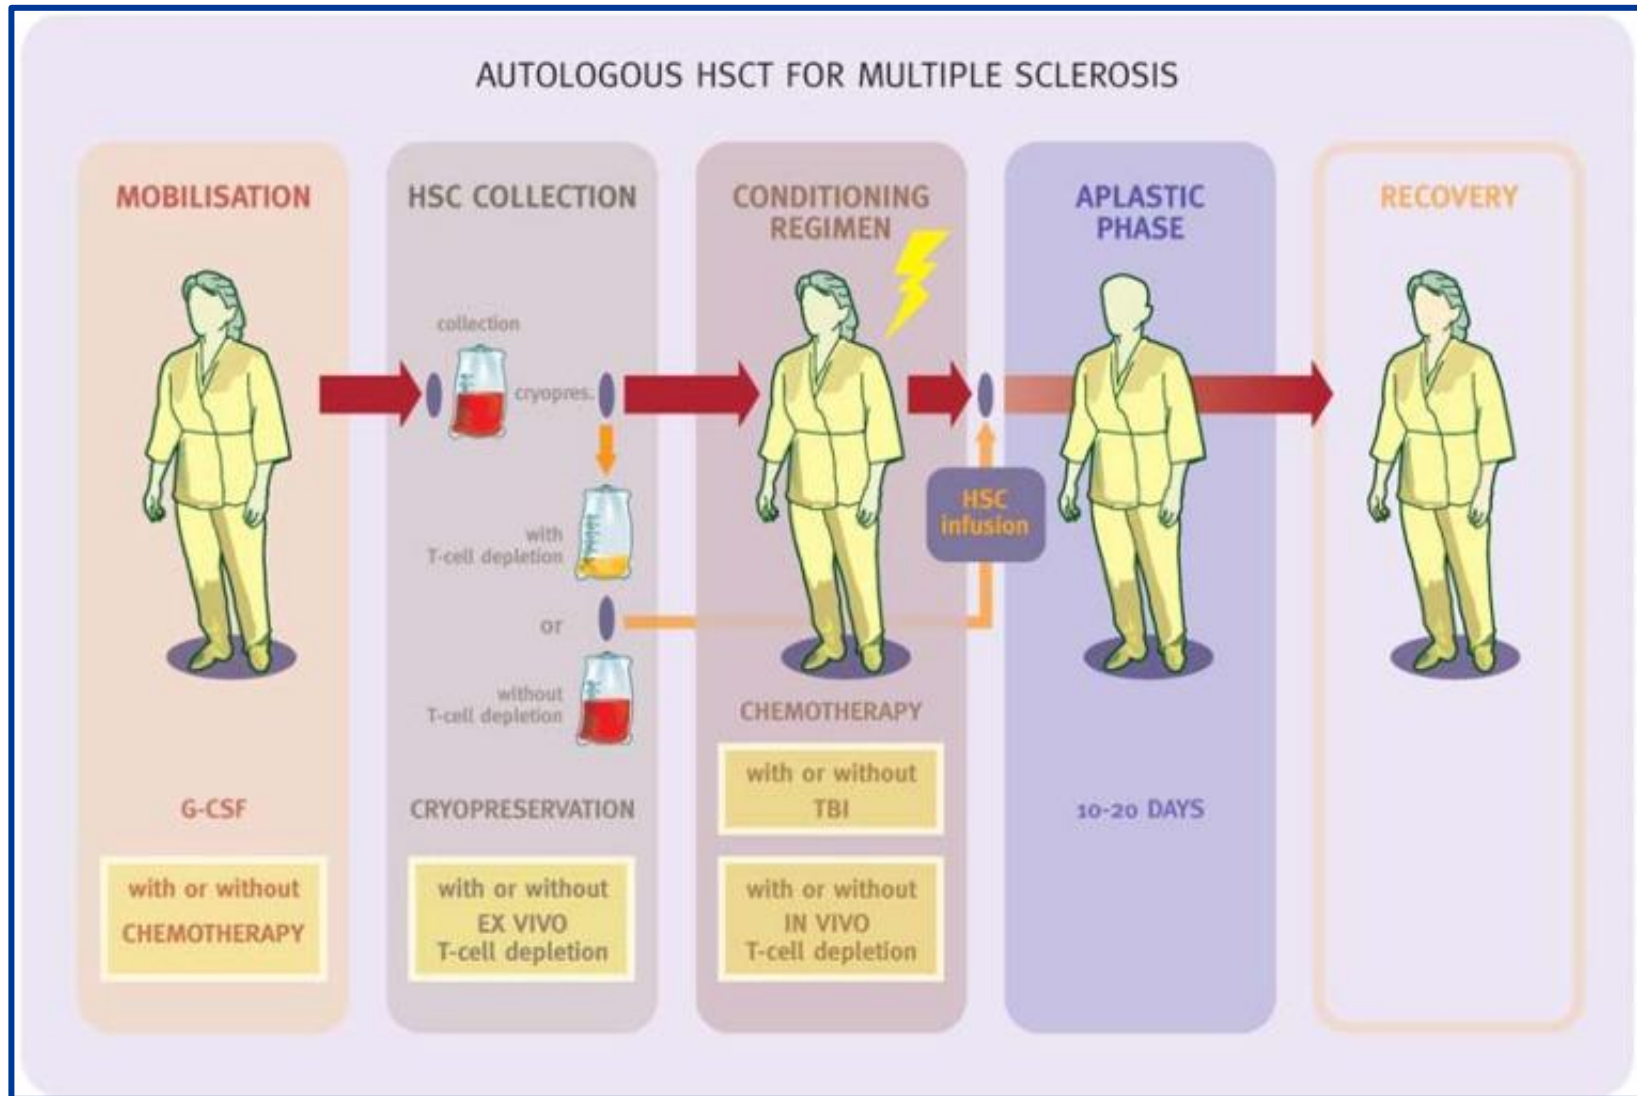 AUTOLOGOUS HSCT FOR MULTIPLE SCLEROSIS
MOBILISATION
G-CSF
with or without
CHEMOTHERAPY
HSC COLLECTION
collection
cryopres.
with
T-cell depletion
or
without
T-cell depletion
CRYOPRESERVATION
with or without
EX VIVO
T-cell depletion
CONDITIONING
REGIMEN
HSC
infusion
CHEMOTHERAPY
with or without
TBI
with or without
IN VIVO
T-cell depletion
APLASTIC
PHASE
10-20 DAYS
RECOVERY